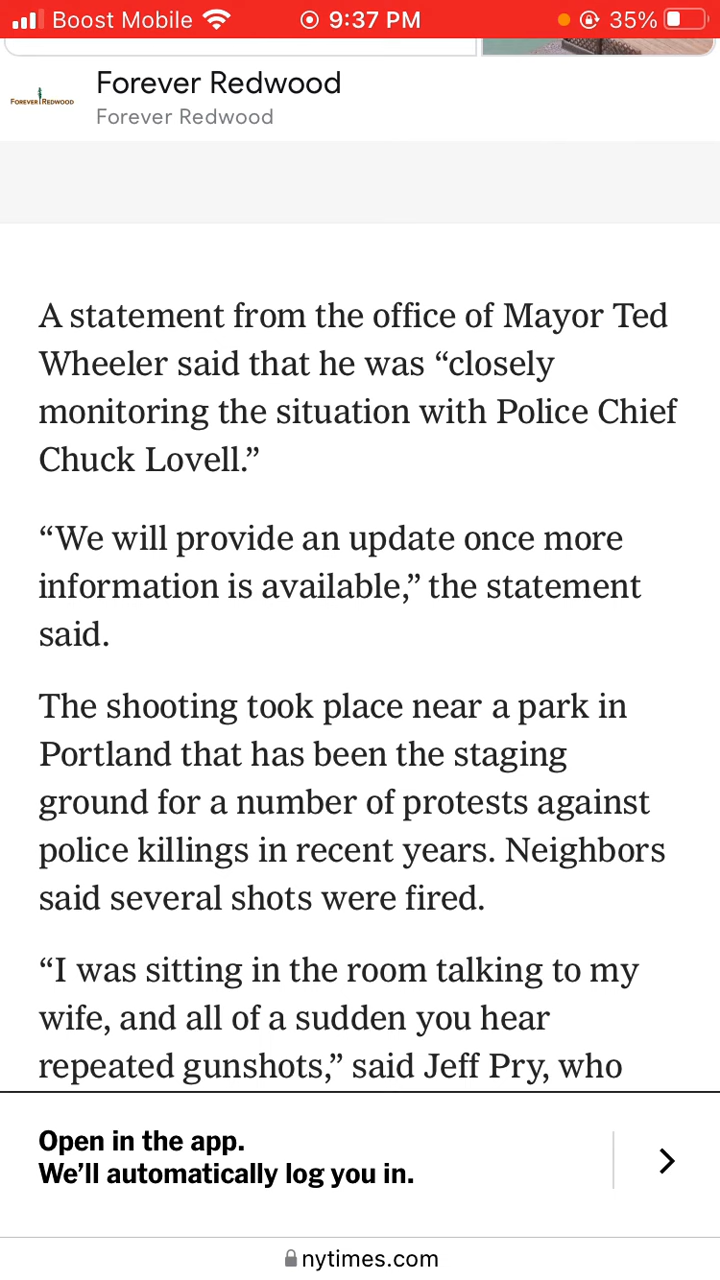 Boost Mobile 9:37 PM 35%
Forever Redwood
FOREVER REDWOOD
Forever Redwood
A statement from the office of Mayor Ted
Wheeler said that he was “closely
monitoring the situation with Police Chief
Chuck Lovell.”
“We will provide an update once more
information is available,” the statement
said.
The shooting took place near a park in
Portland that has been the staging
ground for a number of protests against
police killings in recent years. Neighbors
said several shots were fired.
“I was sitting in the room talking to my
wife, and all of a sudden you hear
repeated gunshots,” said Jeff Pry, who
Open in the app.
We’ll automatically log you in.
nytimes.com